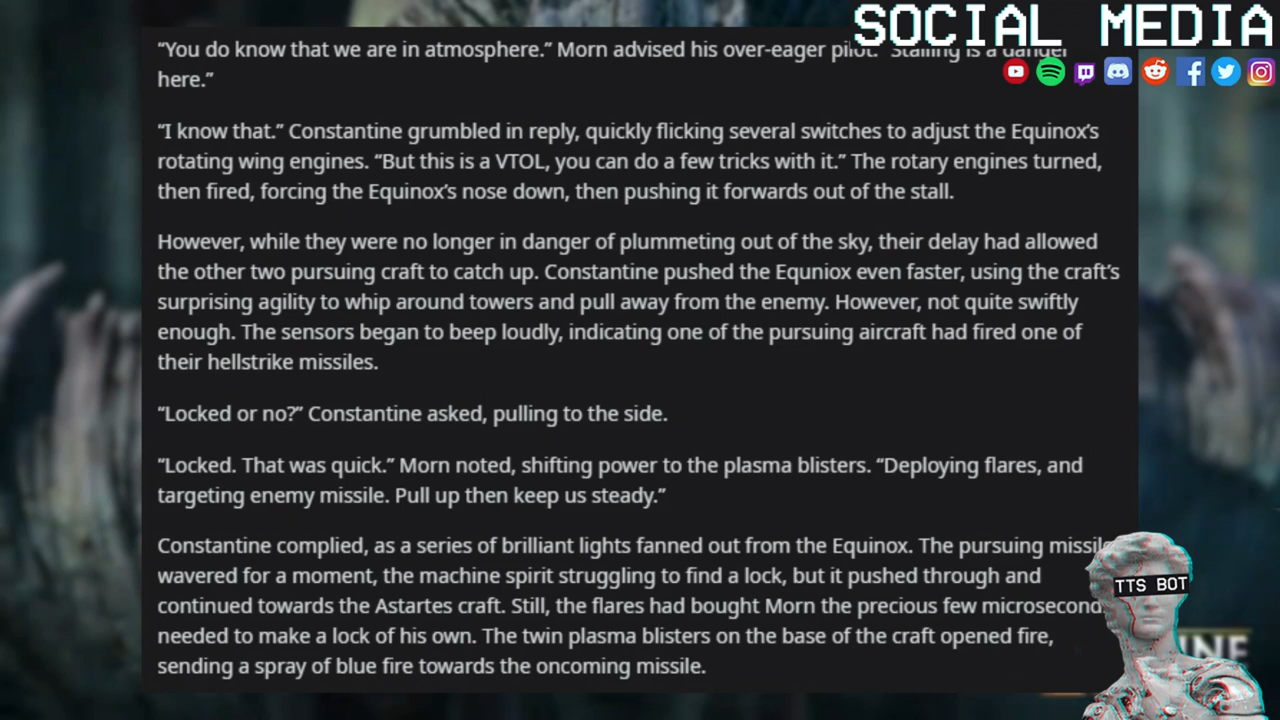 SOCIAL MEDIA
“You do know that we are in atmosphere.” Morn advised his over-eager pilot. “Stalling is a danger
here.”
“I know that.” Constantine grumbled in reply, quickly flicking several switches to adjust the Equinox’s
rotating wing engines. “But this is a VTOL, you can do a few tricks with it.” The rotary engines turned,
then fired, forcing the Equinox’s nose down, then pushing it forwards out of the stall.
However, while they were no longer in danger of plummeting out of the sky, their delay had allowed
the other two pursuing craft to catch up. Constantine pushed the Equniox even faster, using the craft’s
surprising agility to whip around towers and pull away from the enemy. However, not quite swiftly
enough. The sensors began to beep loudly, indicating one of the pursuing aircraft had fired one of
their hellstrike missiles.
“Locked or no?” Constantine asked, pulling to the side.
“Locked. That was quick.” Morn noted, shifting power to the plasma blisters. “Deploying flares, and
targeting enemy missile. Pull up then keep us steady.”
Constantine complied, as a series of brilliant lights fanned out from the Equinox. The pursuing missile
wavered for a moment, the machine spirit struggling to find a lock, but it pushed through and
continued towards the Astartes craft. Still, the flares had bought Morn the precious few microseconds
needed to make a lock of his own. The twin plasma blisters on the base of the craft opened fire,
sending a spray of blue fire towards the oncoming missile.
TTS BOT